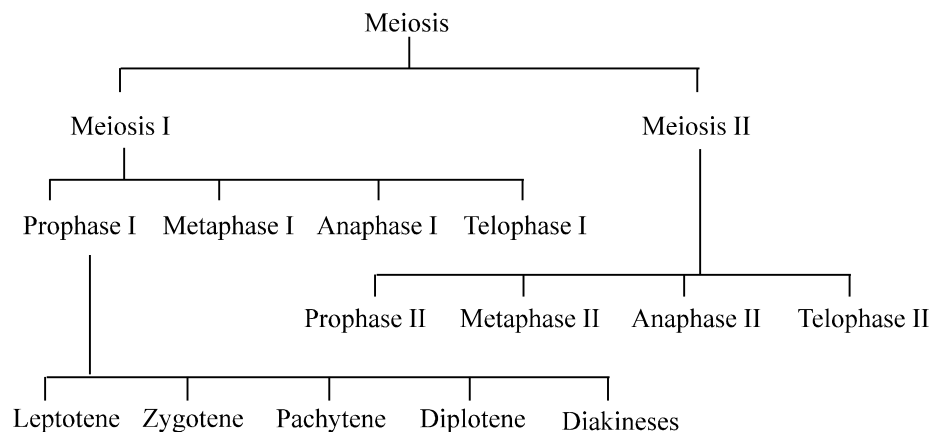 Meiosis
Meiosis I
Meiosis II
Prophase I
Metaphase I
Anaphase I
Telophase I
Prophase II
Metaphase II
Anaphase II
Telophase II
Leptotene
Zygotene
Pachytene
Diplotene
Diakineses